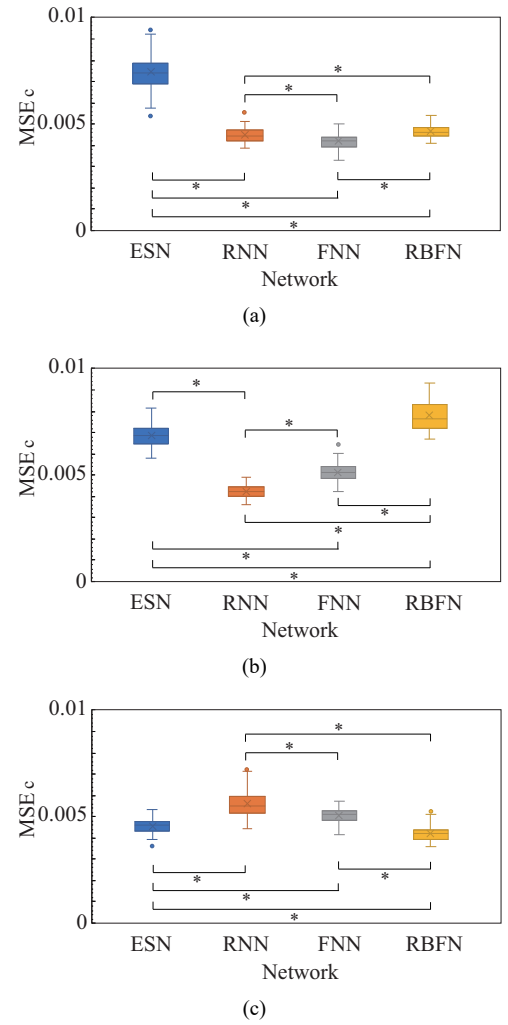 0.01
0.005
0
MSE c
* * * * * *
ESN RNN FNN RBFN
Network
(a)
0.01
0.005
0
MSE c
* * * * * *
ESN RNN FNN RBFN
Network
(b)
0.01
0.005
0
MSE c
* * * * * *
ESN RNN FNN RBFN
Network
(c)